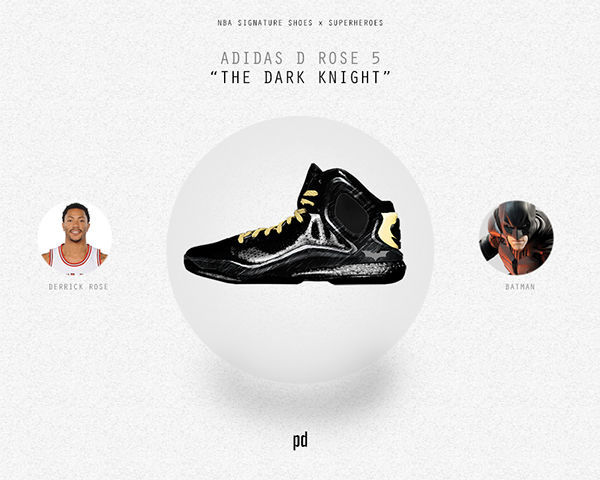 NBA SIGNATURE SHOES x SUPERHEROES
ADIDAS D ROSE 5
“THE DARK KNIGHT”
DERRICK ROSE
BATMAN
pd